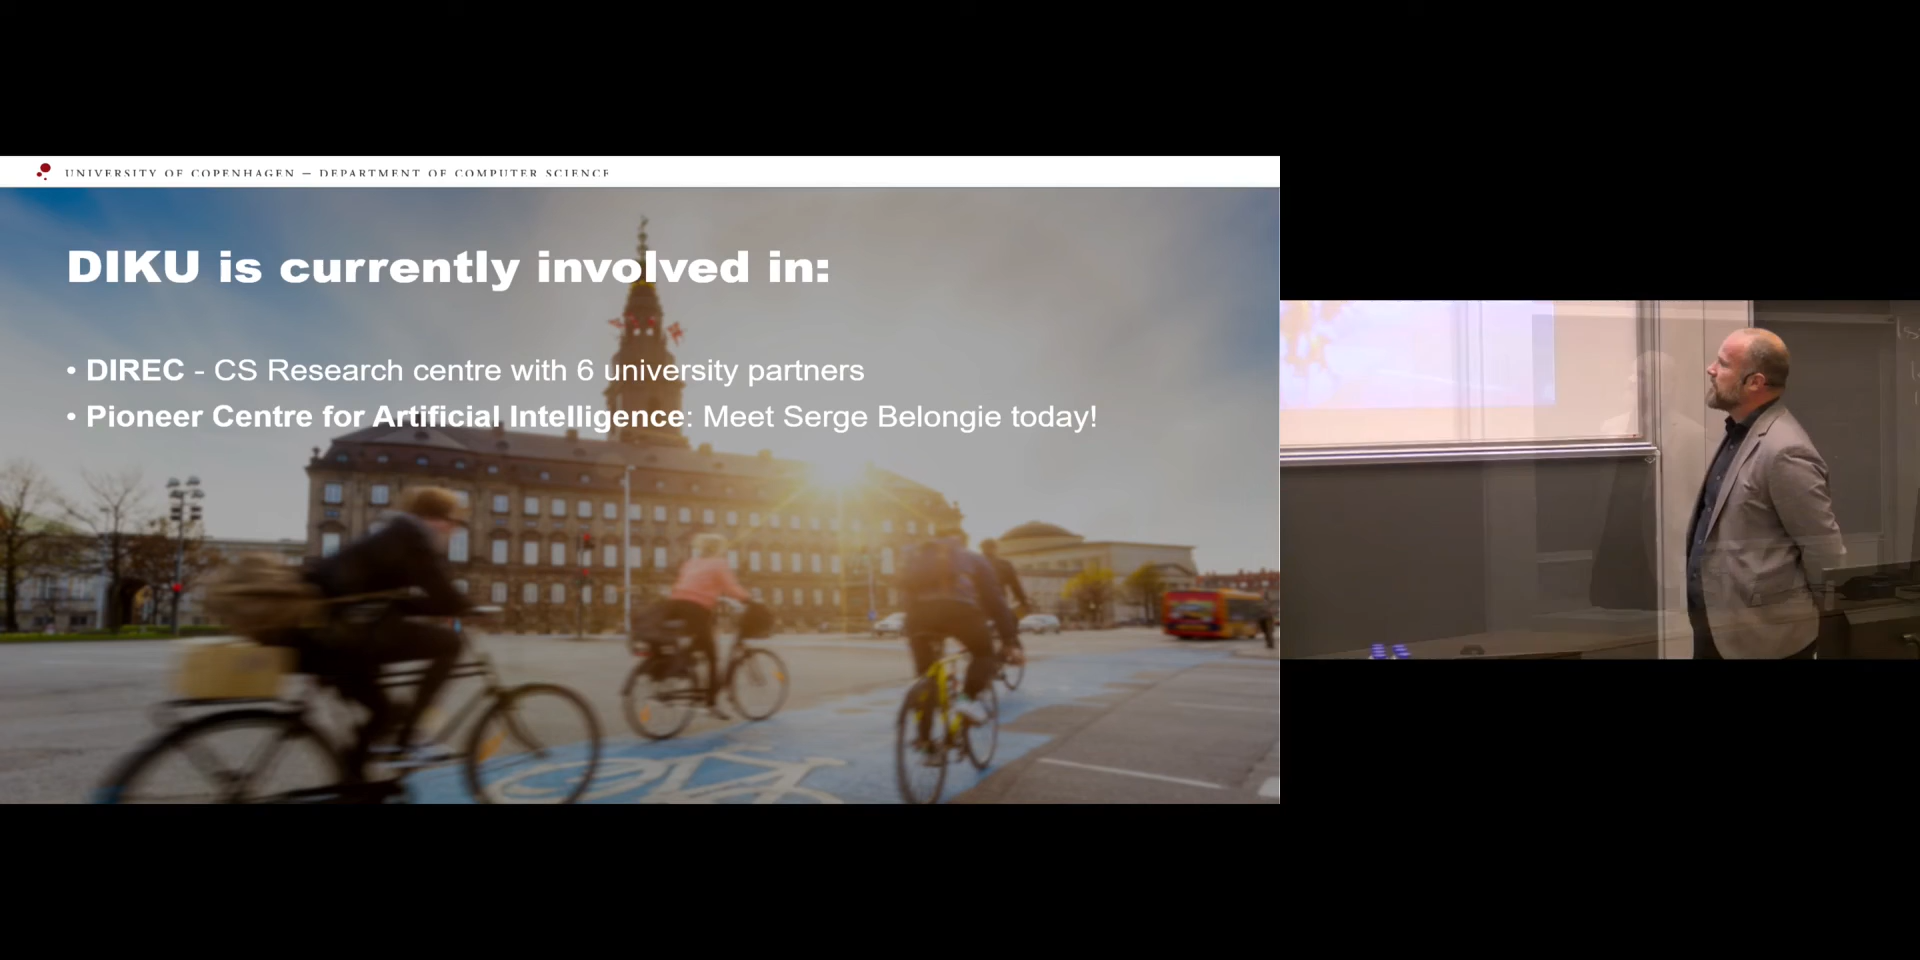 UNIVERSITY OF COPENHAGEN – DEPARTMENT OF COMPUTER SCIENCE
DIKU is currently involved in:
• DIREC - CS Research centre with 6 university partners
• Pioneer Centre for Artificial Intelligence: Meet Serge Belongie today!